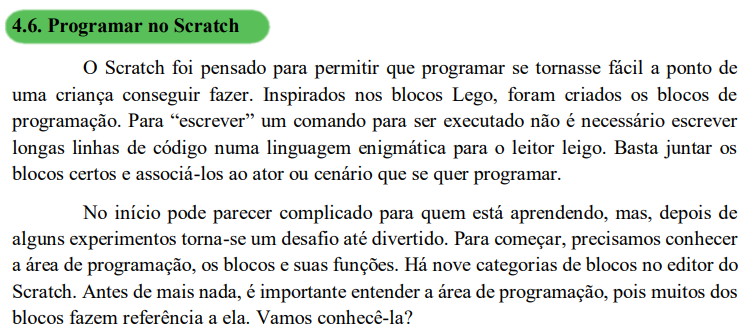 4.6. Programar no Scratch
O Scratch foi pensado para permitir que programar se tornasse fácil a ponto de
uma criança conseguir fazer. Inspirados nos blocos Lego, foram criados os blocos de
programação. Para “escrever” um comando para ser executado não é necessário escrever
longas linhas de código numa linguagem enigmática para o leitor leigo. Basta juntar os
blocos certos e associá-los ao ator ou cenário que se quer programar.
No início pode parecer complicado para quem está aprendendo, mas, depois de
alguns experimentos torna-se um desafio até divertido. Para começar, precisamos conhecer
a área de programação, os blocos e suas funções. Há nove categorias de blocos no editor do
Scratch. Antes de mais nada, é importante entender a área de programação, pois muitos dos
blocos fazem referência a ela. Vamos conhecê-la?